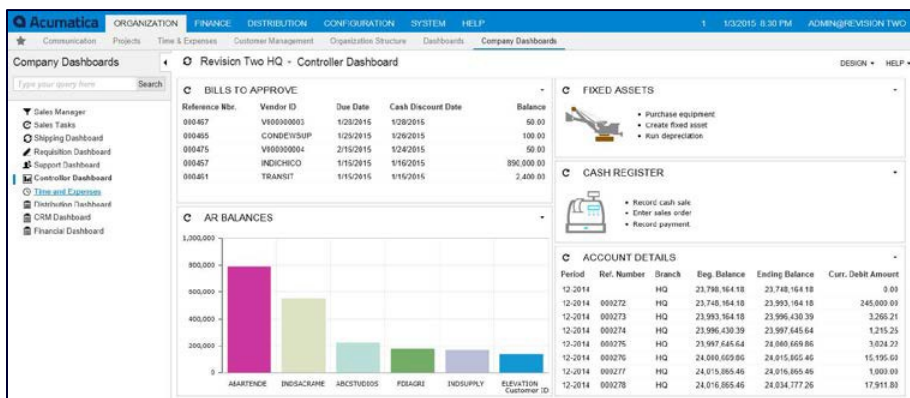 Acumatica ORGANIZATION FINANCE DISTRIBUTION CONFIGURATION SYSTEM HELP 1 1/3/2015 8:30 PM ADMIN@REVISION TWO
Communication Projects Time & Expenses Customer Management Organization Structure Dashboards Company Dashboards
Company Dashboards
Revision Two HQ - Controller Dashboard
DESIGN HELP
Type your query here Search
Sales Manager
Sales Tasks
Shipping Dashboard
Requisition Dashboard
Support Dashboard
Controller Dashboard
Time and Expenses
Distribution Dashboard
CRM Dashboard
Financial Dashboard
BILLS TO APPROVE
Reference Nbr. Vendor ID Due Date Cash Discount Date Balance
000467 V000000003 1/28/2015 50.00
000465 CONDEWSUP 1/25/2015 1/26/2015 100.00
000475 V000000004 2/15/2015 1/24/2015 50.00
000457 INDICHICO 1/15/2015 1/16/2015 890,000.00
000461 TRANSIT 1/15/2015 1/15/2015 2,400.00
AR BALANCES
1,000,000
800,000
600,000
400,000
200,000
0
ABARTENDE INDSACRAME ABCSTUDIOS FDIAGRI INDSUPPLY ELEVATION
Customer ID
FIXED ASSETS
Purchase equipment
Create fixed asset
Run depreciation
CASH REGISTER
Record cash sale
Enter sales order
Record payment
ACCOUNT DETAILS
Period Ref. Number Branch Beg. Balance Ending Balance Curr. Debit Amount
12-2014 HQ 23,798,164.18 23,748,164.18 0.00
12-2014 000272 HQ 23,748,164.18 23,993,164.18 245,000.00
12-2014 000273 HQ 23,993,164.18 23,996,430.39 3,266.21
12-2014 000274 HQ 23,996,430.39 23,997,645.64 1,215.25
12-2014 000275 HQ 23,997,645.64 24,000,669.86 3,024.22
12-2014 000276 HQ 24,000,669.86 24,015,865.46 15,195.60
12-2014 000277 HQ 24,015,865.46 24,016,865.46 1,000.00
12-2014 000278 HQ 24,016,865.46 24,034,777.26 17,911.80